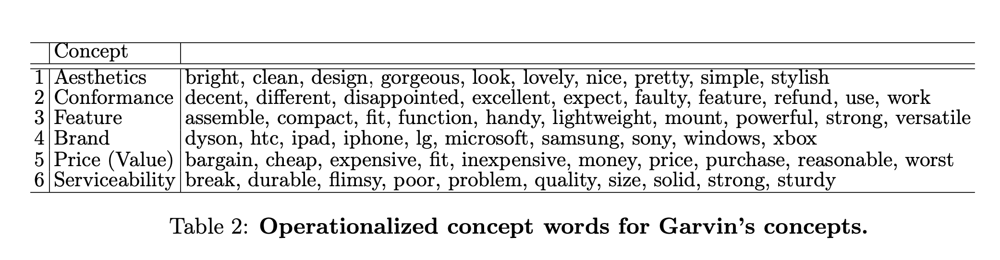 Concept
1 Aesthetics bright, clean, design, gorgeous, look, lovely, nice, pretty, simple, stylish
2 Conformance decent, different, disappointed, excellent, expect, faulty, feature, refund, use, work
3 Feature assemble, compact, fit, function, handy, lightweight, mount, powerful, strong, versatile
4 Brand dyson, htc, ipad, iphone, lg, microsoft, samsung, sony, windows, xbox
5 Price (Value) bargain, cheap, expensive, fit, inexpensive, money, price, purchase, reasonable, worst
6 Serviceability break, durable, flimsy, poor, problem, quality, size, solid, strong, sturdy
Table 2: Operationalized concept words for Garvin's concepts.